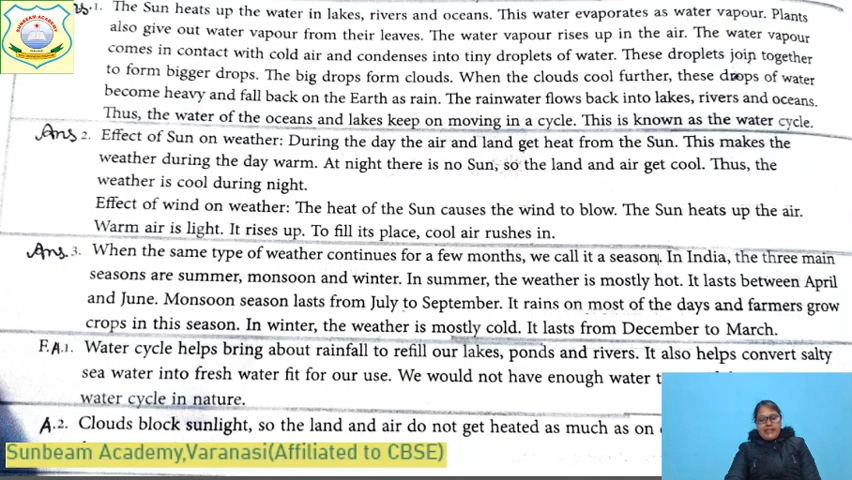 SUNBEAM ACADEMY
Ans.1. The Sun heats up the water in lakes, rivers and oceans. This water evaporates as water vapour. Plants
also give out water vapour from their leaves. The water vapour rises up in the air. The water vapour
comes in contact with cold air and condenses into tiny droplets of water. These droplets join together
to form bigger drops. The big drops form clouds. When the clouds cool further, these drops of water
become heavy and fall back on the Earth as rain. The rainwater flows back into lakes, rivers and oceans.
Thus, the water of the oceans and lakes keep on moving in a cycle. This is known as the water cycle.
Ans 2. Effect of Sun on weather: During the day the air and land get heat from the Sun. This makes the
weather during the day warm. At night there is no Sun, so the land and air get cool. Thus, the
weather is cool during night.
Effect of wind on weather: The heat of the Sun causes the wind to blow. The Sun heats up the air.
Warm air is light. It rises up. To fill its place, cool air rushes in.
Ans. 3. When the same type of weather continues for a few months, we call it a season. In India, the three main
seasons are summer, monsoon and winter. In summer, the weather is mostly hot. It lasts between April
and June. Monsoon season lasts from July to September. It rains on most of the days and farmers grow
crops in this season. In winter, the weather is mostly cold. It lasts from December to March.
F.A.1. Water cycle helps bring about rainfall to refill our lakes, ponds and rivers. It also helps convert salty
sea water into fresh water fit for our use. We would not have enough water
water cycle in nature.
A.2. Clouds block sunlight, so the land and air do not get heated as much as on
Sunbeam Academy,Varanasi(Affiliated to CBSE)